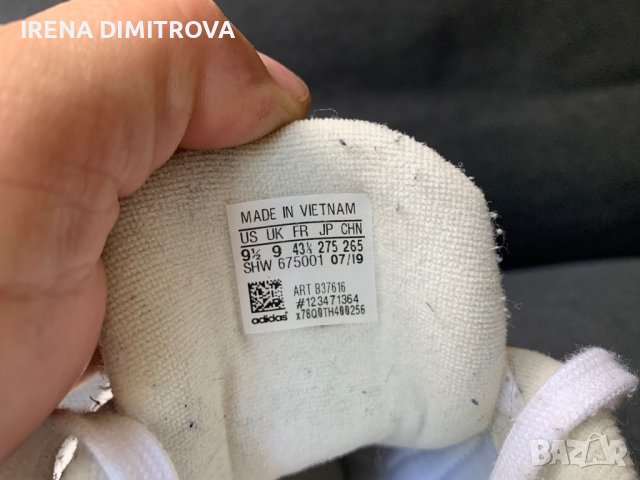 IRENA DIMITROVA
MADE IN VIETNAM
US UK FR JP CHN
9½ 9 43⅓ 275 265
SHW 675001 07/19
ART B37616
#123471364
adidas x78Q0TH400256
BAZAR